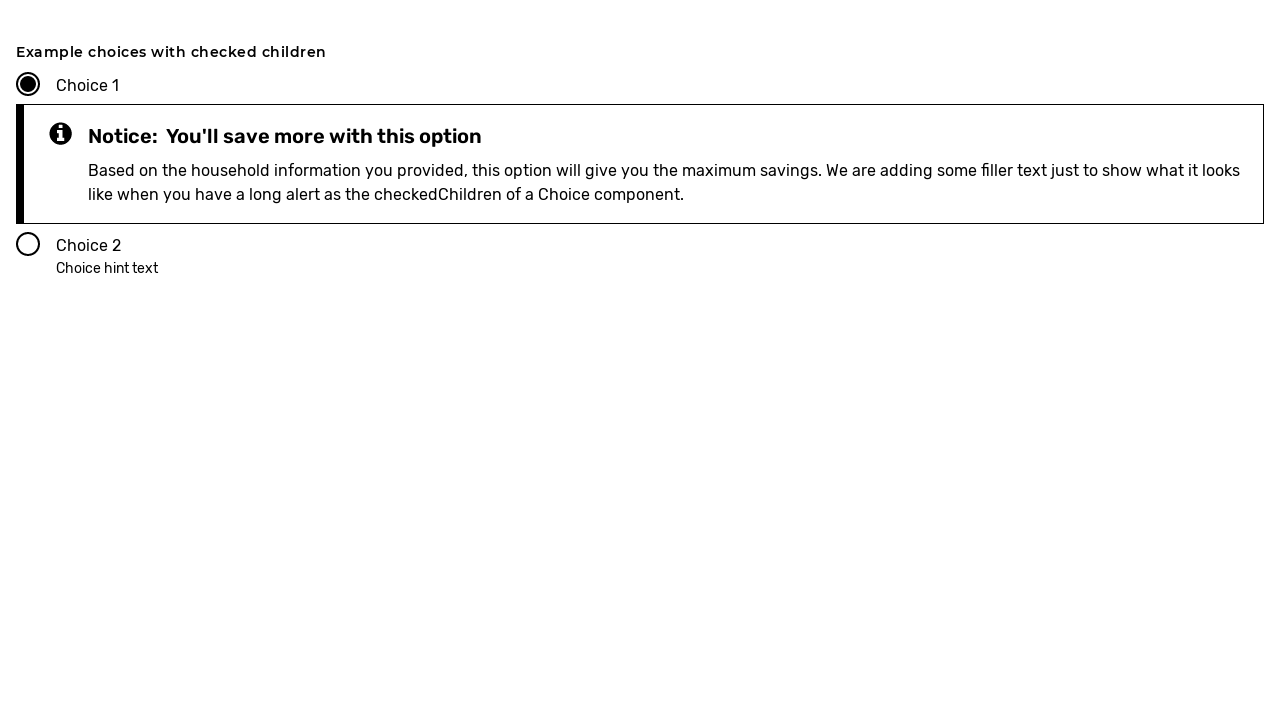 Example choices with checked children
Choice 1
Notice: You'll save more with this option
Based on the household information you provided, this option will give you the maximum savings. We are adding some filler text just to show what it looks
like when you have a long alert as the checkedChildren of a Choice component.
Choice 2
Choice hint text